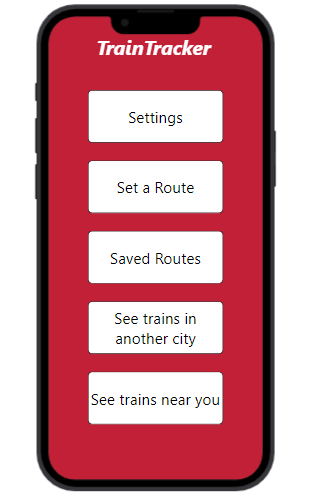 TrainTracker
Settings
Set a Route
Saved Routes
See trains in
another city
See trains near you